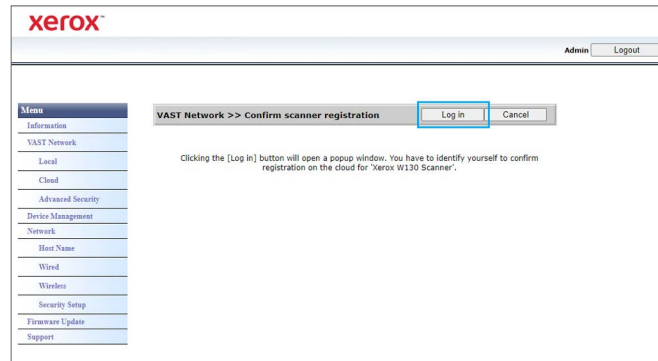 xerox™
Admin Logout
Menu
Information
VAST Network
Local
Cloud
Advanced Security
Device Management
Network
Host Name
Wired
Wireless
Security Setup
Firmware Update
Support
VAST Network >> Confirm scanner registration Log in Cancel
Clicking the [Log in] button will open a popup window. You have to identify yourself to confirm
registration on the cloud for 'Xerox W130 Scanner'.